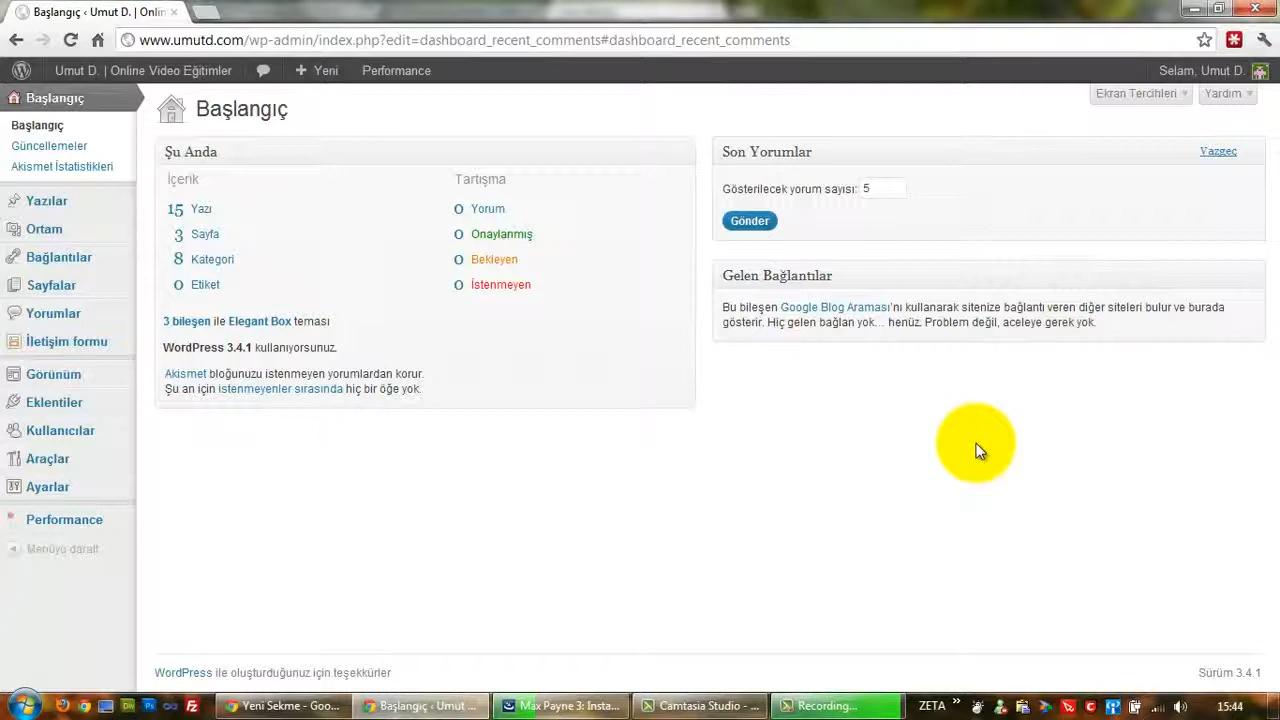 Başlangıç ‹ Umut D. | Onlin
www.umutd.com/wp-admin/index.php?edit=dashboard_recent_comments#dashboard_recent_comments
Umut D. | Online Video Eğitimler
Yeni
Performance
Selam, Umut D.
Başlangıç
Başlangıç
Güncellemeler
Akismet İstatistikleri
Yazılar
Ortam
Bağlantılar
Sayfalar
Yorumlar
İletişim formu
Görünüm
Eklentiler
Kullanıcılar
Araçlar
Ayarlar
Performance
Menüyü daralt
Ekran Tercihleri
Yardım
Başlangıç
Şu Anda
İçerik
Tartışma
15 Yazı
0 Yorum
3 Sayfa
0 Onaylanmış
8 Kategori
0 Bekleyen
0 Etiket
0 İstenmeyen
3 bileşen ile Elegant Box teması
WordPress 3.4.1 kullanıyorsunuz.
Akismet bloğunuzu istenmeyen yorumlardan korur.
Şu an için istenmeyenler sırasında hiç bir öğe yok.
Son Yorumlar
Vazgeç
Gösterilecek yorum sayısı: 5
Gönder
Gelen Bağlantılar
Bu bileşen Google Blog Araması'nı kullanarak sitenize bağlantı veren diğer siteleri bulur ve burada
gösterir. Hiç gelen bağlan yok… henüz. Problem değil, aceleye gerek yok.
WordPress ile oluşturduğunuz için teşekkürler
Sürüm 3.4.1
Yeni Sekme - Goo...
Başlangıç ‹ Umut ...
Max Payne 3: Insta...
Camtasia Studio - ...
Recording...
ZETA
15:44